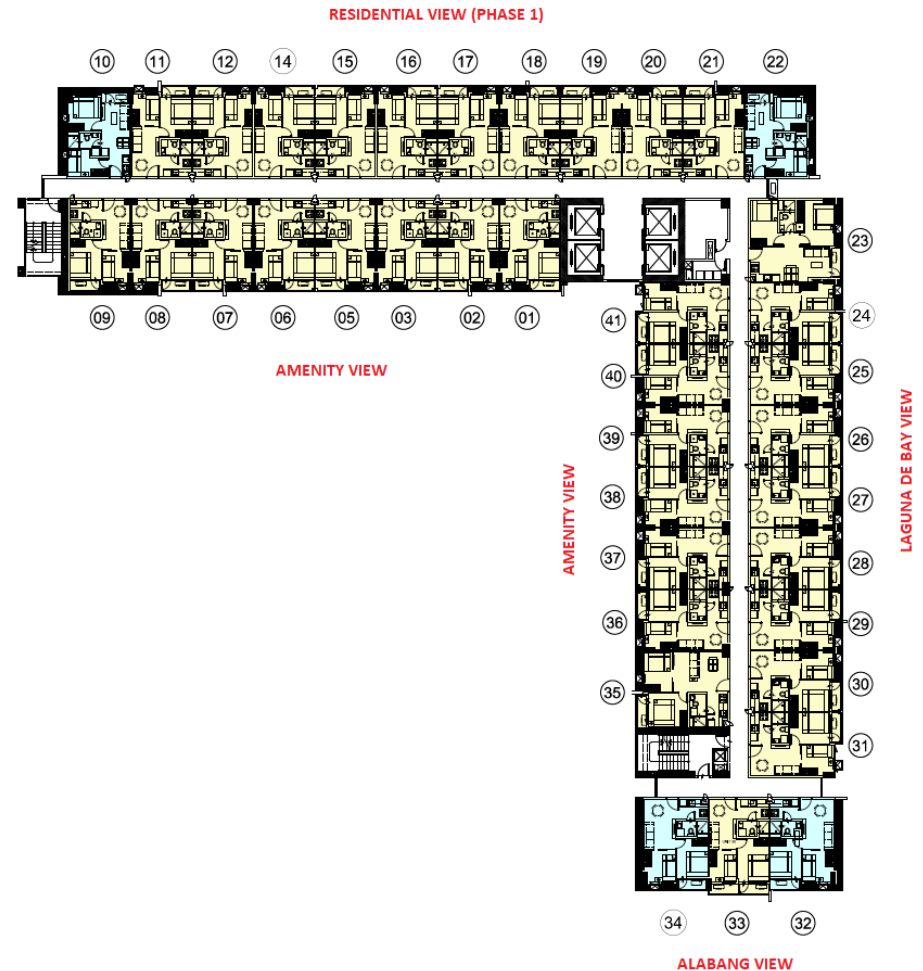 RESIDENTIAL VIEW (PHASE 1)
10 11 12 14 15 16 17 18 19 20 21 22
23
09 08 07 06 05 03 02 01
41
24
AMENITY VIEW
40
25
39
26
38
27
AMENITY VIEW
LAGUNA DE BAY VIEW
37
28
36
29
35
30
31
34 33 32
ALABANG VIEW